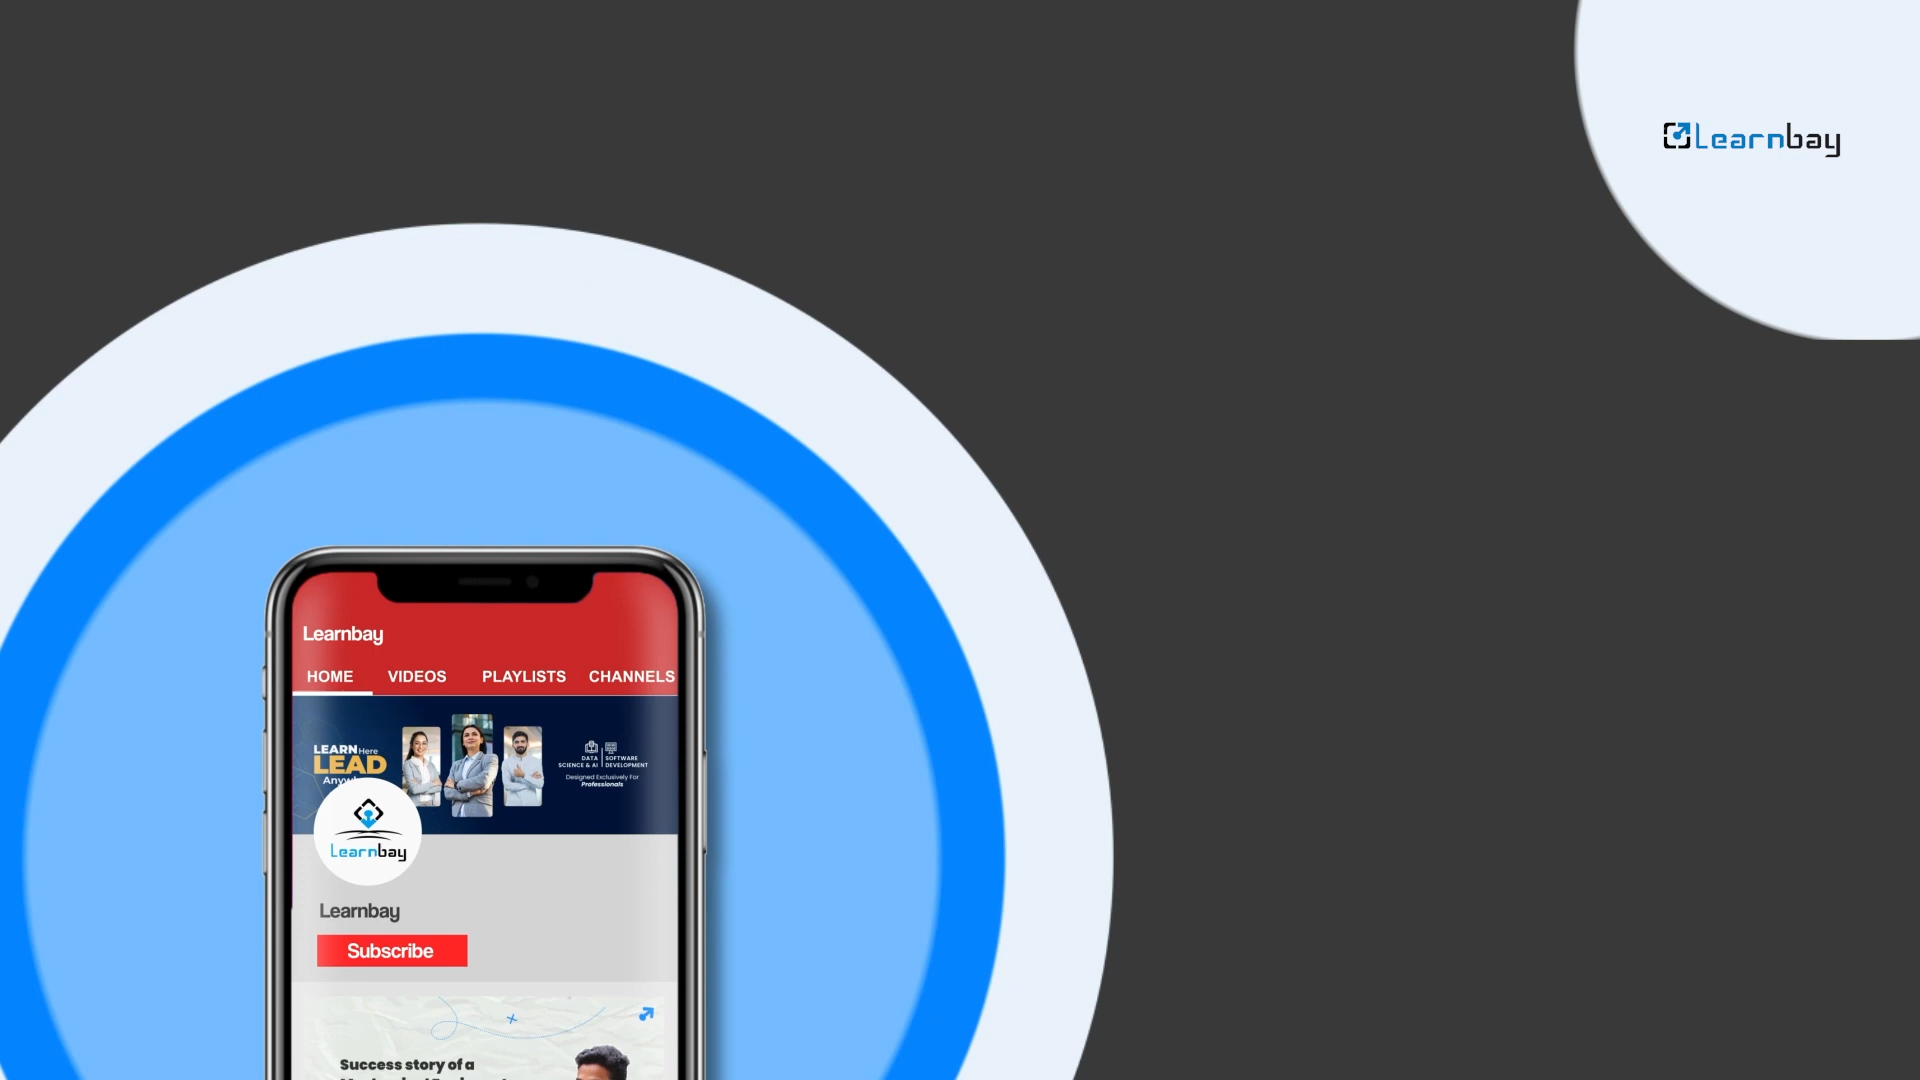 Learnbay
Learnbay
HOME VIDEOS PLAYLISTS CHANNELS
LEARN Here
LEAD
DATA SCIENCE & AI
SOFTWARE DEVELOPMENT
Designed Exclusively For
Professionals
Learnbay
Learnbay
Subscribe
Success story of a